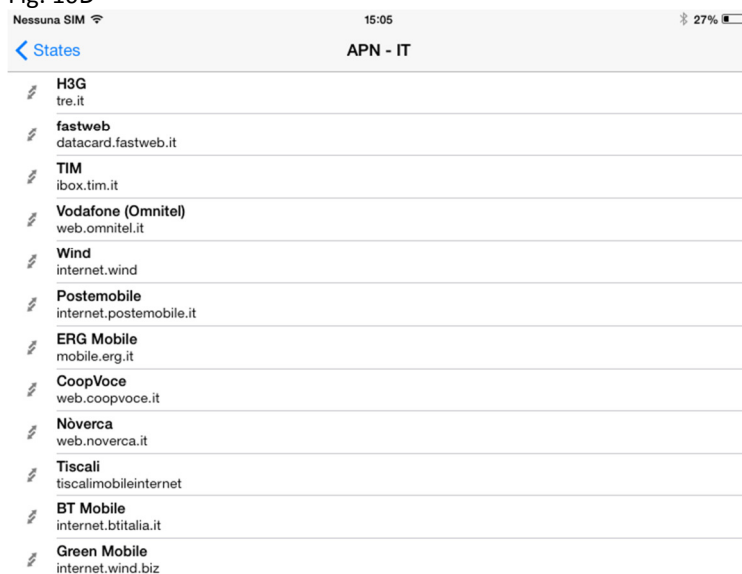 Fig. 10D
Nessuna SIM 15:05 27%
States APN - IT
H3G
tre.it
fastweb
datacard.fastweb.it
TIM
ibox.tim.it
Vodafone (Omnitel)
web.omnitel.it
Wind
internet.wind
Postemobile
internet.postemobile.it
ERG Mobile
mobile.erg.it
CoopVoce
web.coopvoce.it
Nòverca
web.noverca.it
Tiscali
tiscalimobileinternet
BT Mobile
internet.btitalia.it
Green Mobile
internet.wind.biz